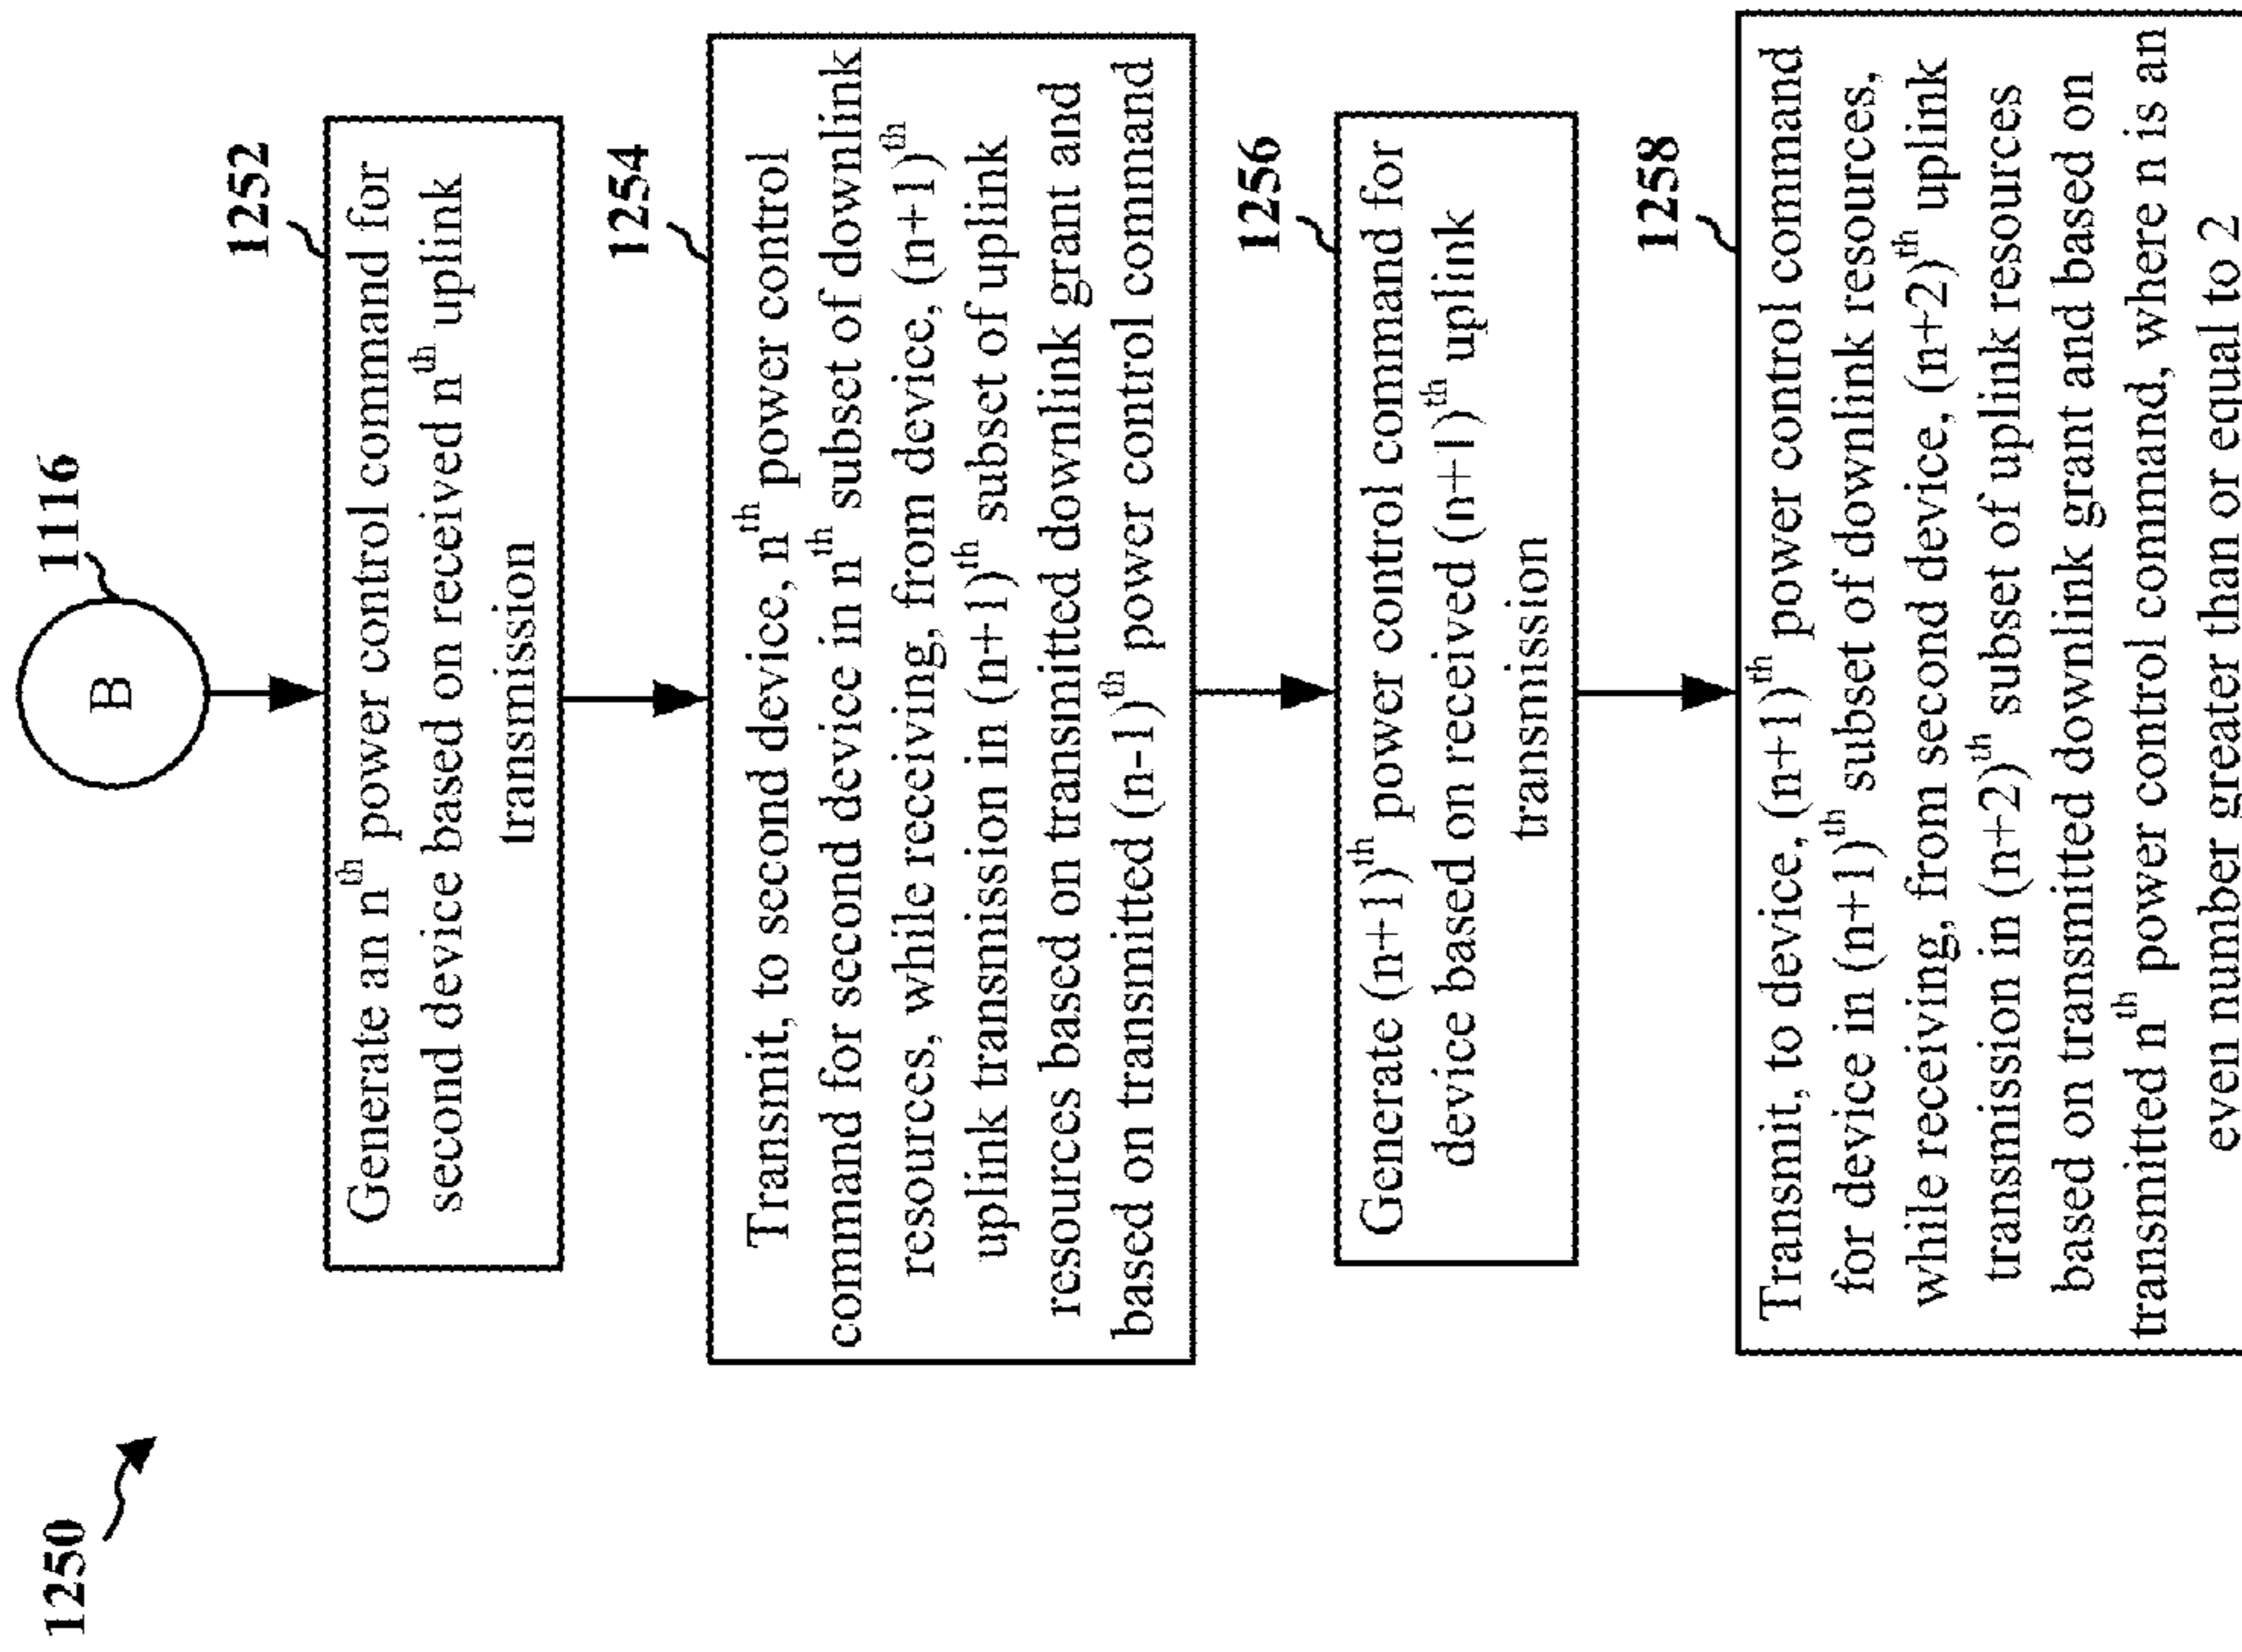 1250
B
1116
1252
Generate an nth power control command for
second device based on received nth uplink
transmission
1254
Transmit, to second device, nth power control
command for second device in nth subset of downlink
resources, while receiving, from device, (n+1)th
uplink transmission in (n+1)th subset of uplink
resources based on transmitted downlink grant and
based on transmitted (n-1)th power control command
1256
Generate (n+1)th power control command for
device based on received (n+1)th uplink
transmission
1258
Transmit, to device, (n+1)th power control command
for device in (n+1)th subset of downlink resources,
while receiving, from second device, (n+2)th uplink
transmission in (n+2)th subset of uplink resources
based on transmitted downlink grant and based on
transmitted nth power control command, where n is an
even number greater than or equal to 2